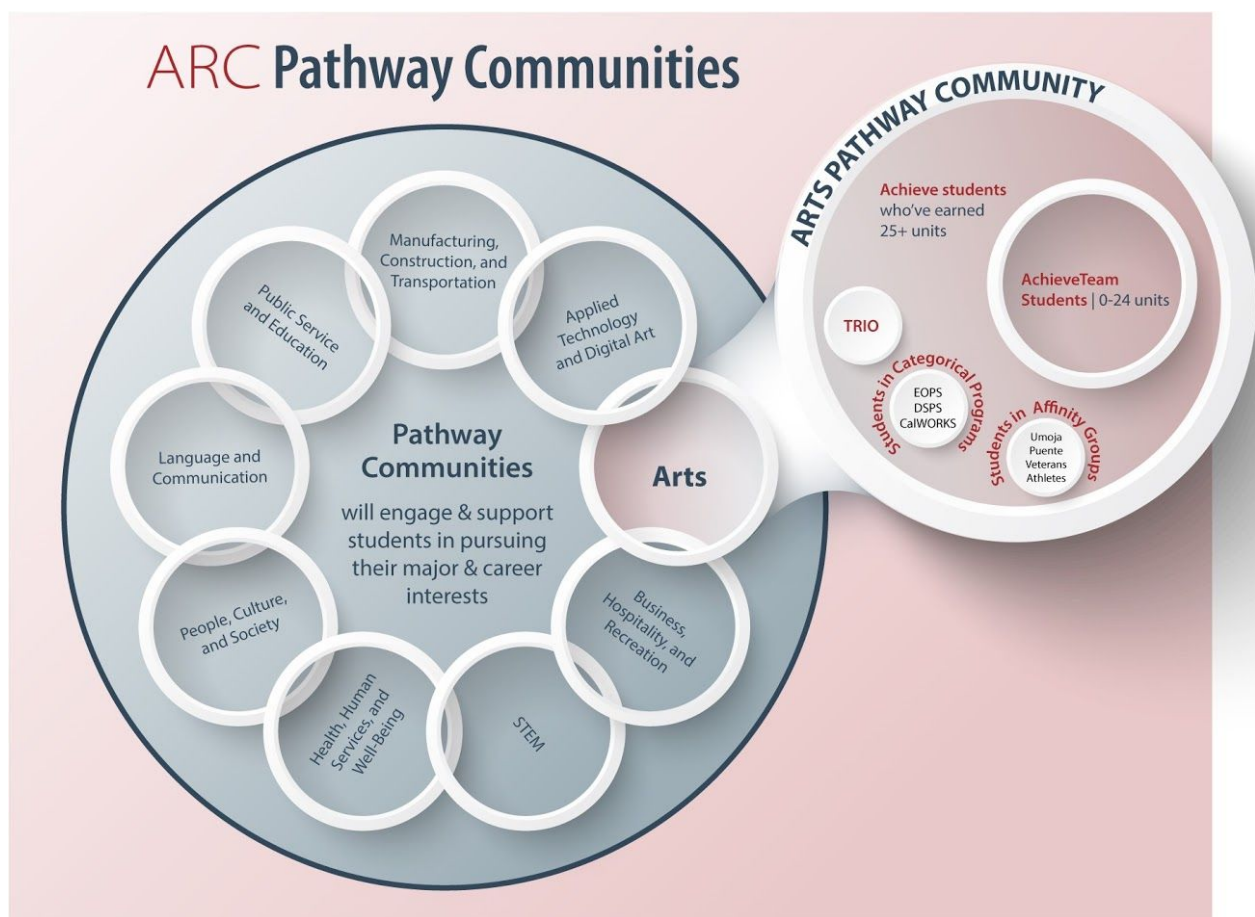 ARC Pathway Communities
Manufacturing,
Construction, and
Transportation
Applied
Technology
and Digital Art
Arts
Business,
Hospitality, and
Recreation
STEM
Health, Human
Services, and
Well-Being
People, Culture,
and Society
Language and
Communication
Public Service
and Education
Pathway
Communities
will engage & support
students in pursuing
their major & career
interests
ARTS PATHWAY COMMUNITY
Achieve students
who've earned
25+ units
AchieveTeam
Students | 0-24 units
TRIO
Students in Categorical Programs
EOPS
DSPS
CalWORKS
Students in Affinity Groups
Umoja
Puente
Veterans
Athletes